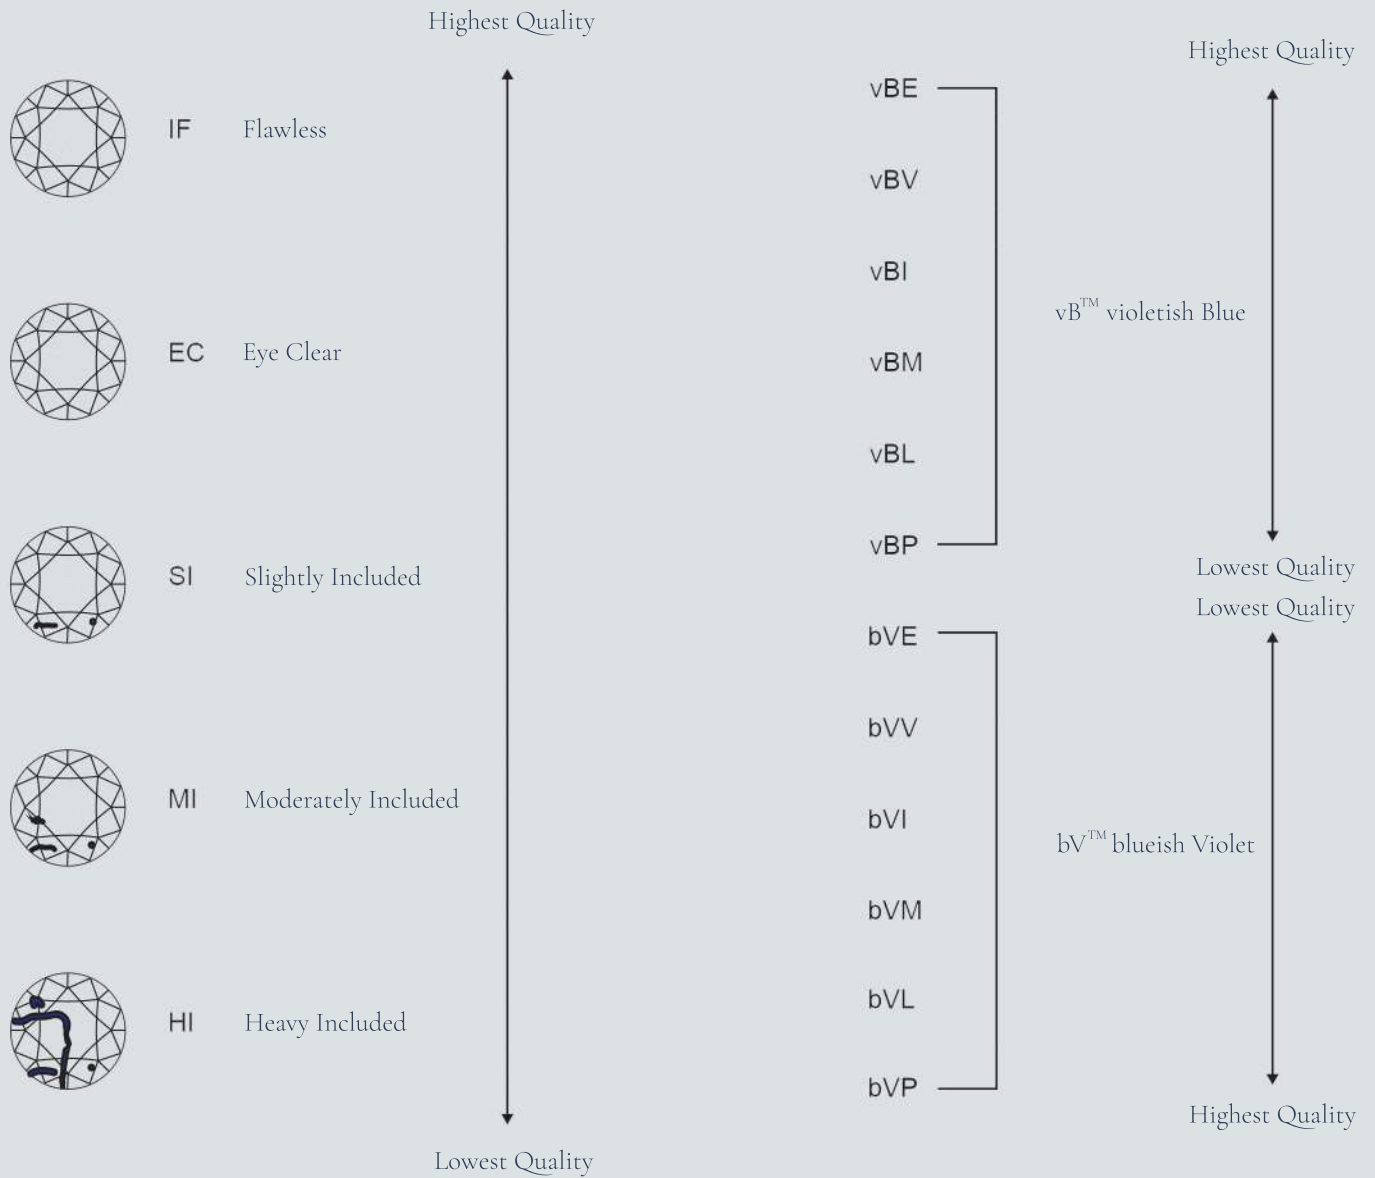 Highest Quality
IF Flawless
EC Eye Clear
SI Slightly Included
MI Moderately Included
HI Heavy Included
Lowest Quality
Highest Quality
vBE
vBV
vBI
vB™ violetish Blue
vBM
vBL
vBP
Lowest Quality
Lowest Quality
bVE
bVV
bVI
bV™ blueish Violet
bVM
bVL
bVP
Highest Quality